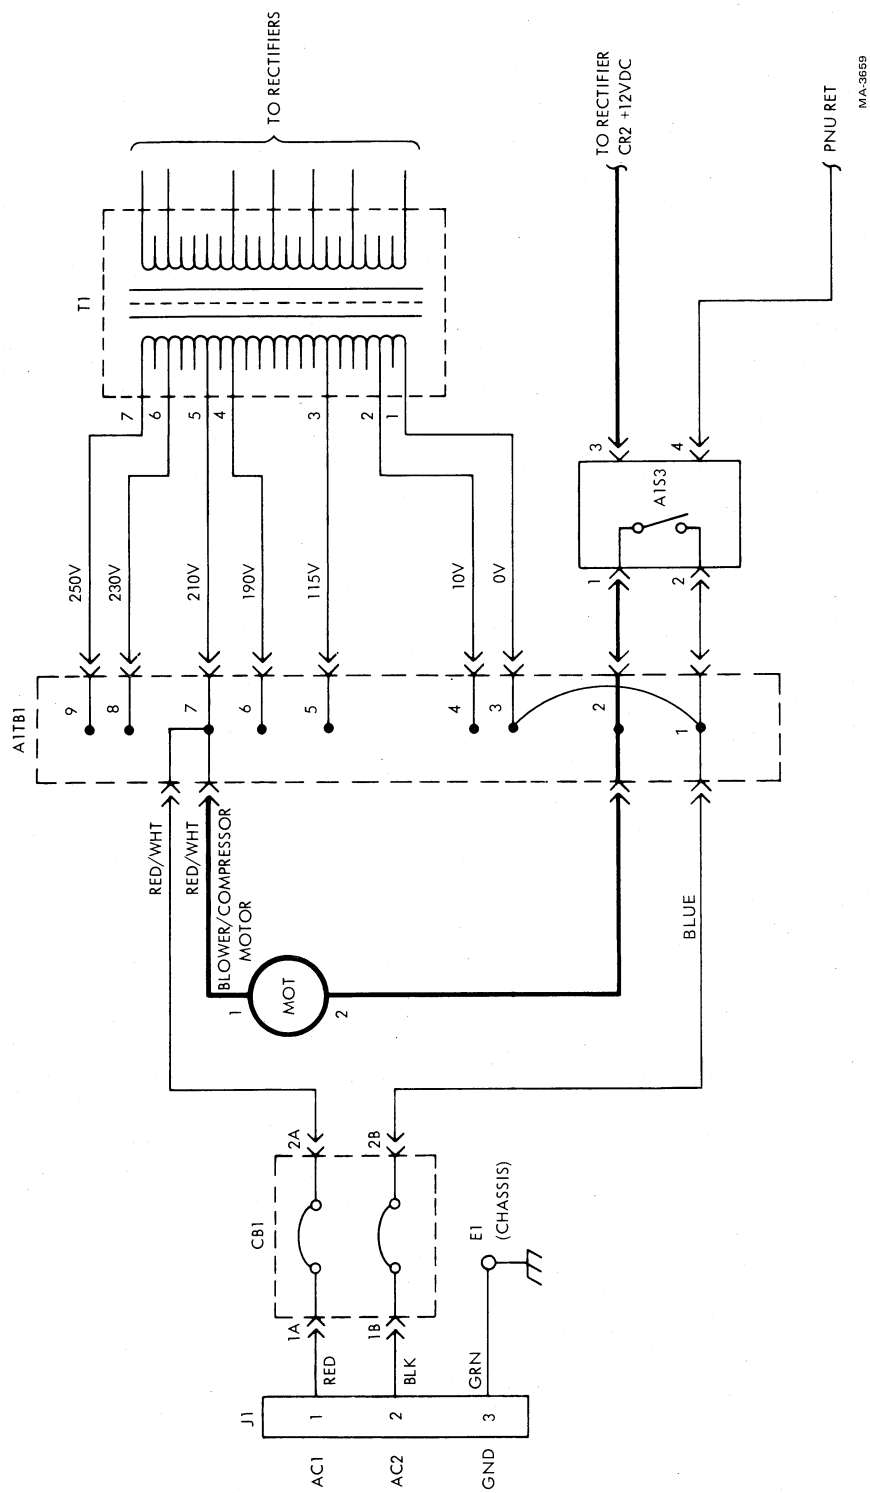 J1
AC1
1
RED
1A
AC2
2
BLK
1B
GND
3
GRN
E1
(CHASSIS)
CB1
2A
2B
1
MOT
2
BLOWER/COMPRESSOR
MOTOR
RED/WHT
RED/WHT
BLUE
A1TB1
9
8
7
6
5
4
3
2
1
250V
230V
210V
190V
115V
10V
0V
1
2
A1S3
3
4
7
6
5
4
3
2
1
T1
TO RECTIFIERS
TO RECTIFIER
CR2 +12VDC
PNU RET
MA-3659